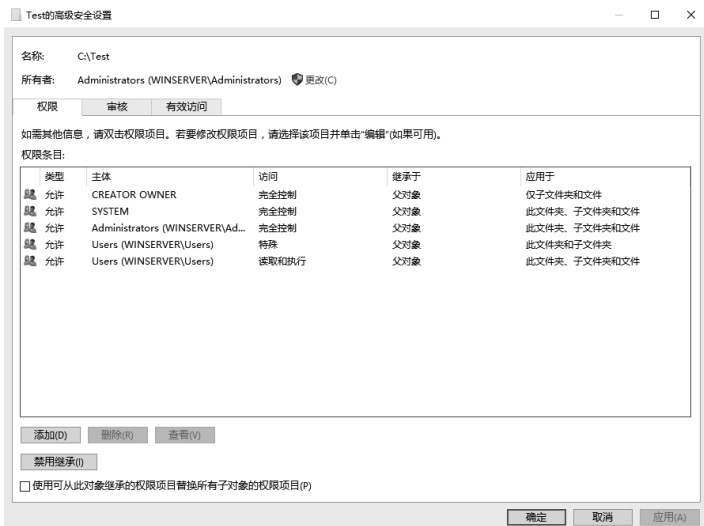 Test的高级安全设置
名称: C:\Test
所有者: Administrators (WINSERVER\Administrators) 更改(C)
权限 审核 有效访问
如需其他信息，请双击权限项目。若要修改权限项目，请选择该项目并单击“编辑”(如果可用)。
权限条目:
类型 主体 访问 继承于 应用于
允许 CREATOR OWNER 完全控制 父对象 仅子文件夹和文件
允许 SYSTEM 完全控制 父对象 此文件夹、子文件夹和文件
允许 Administrators (WINSERVER\Ad... 完全控制 父对象 此文件夹、子文件夹和文件
允许 Users (WINSERVER\Users) 特殊 父对象 此文件夹和子文件夹
允许 Users (WINSERVER\Users) 读取和执行 父对象 此文件夹、子文件夹和文件
添加(D) 删除(R) 查看(V)
禁用继承(I)
使用可从此对象继承的权限项目替换所有子对象的权限项目(P)
确定 取消 应用(A)